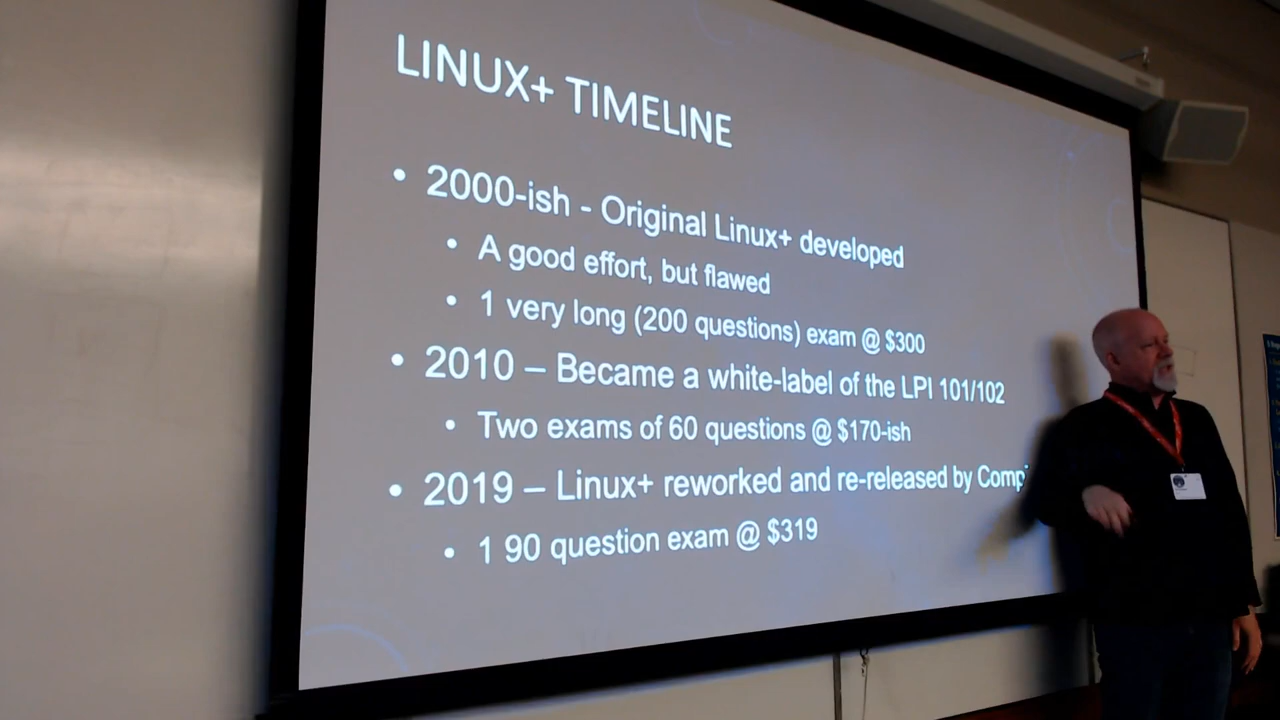 LINUX+ TIMELINE
• 2000-ish - Original Linux+ developed
• A good effort, but flawed
• 1 very long (200 questions) exam @ $300
• 2010 – Became a white-label of the LPI 101/102
• Two exams of 60 questions @ $170-ish
• 2019 – Linux+ reworked and re-released by Comp
• 1 90 question exam @ $319